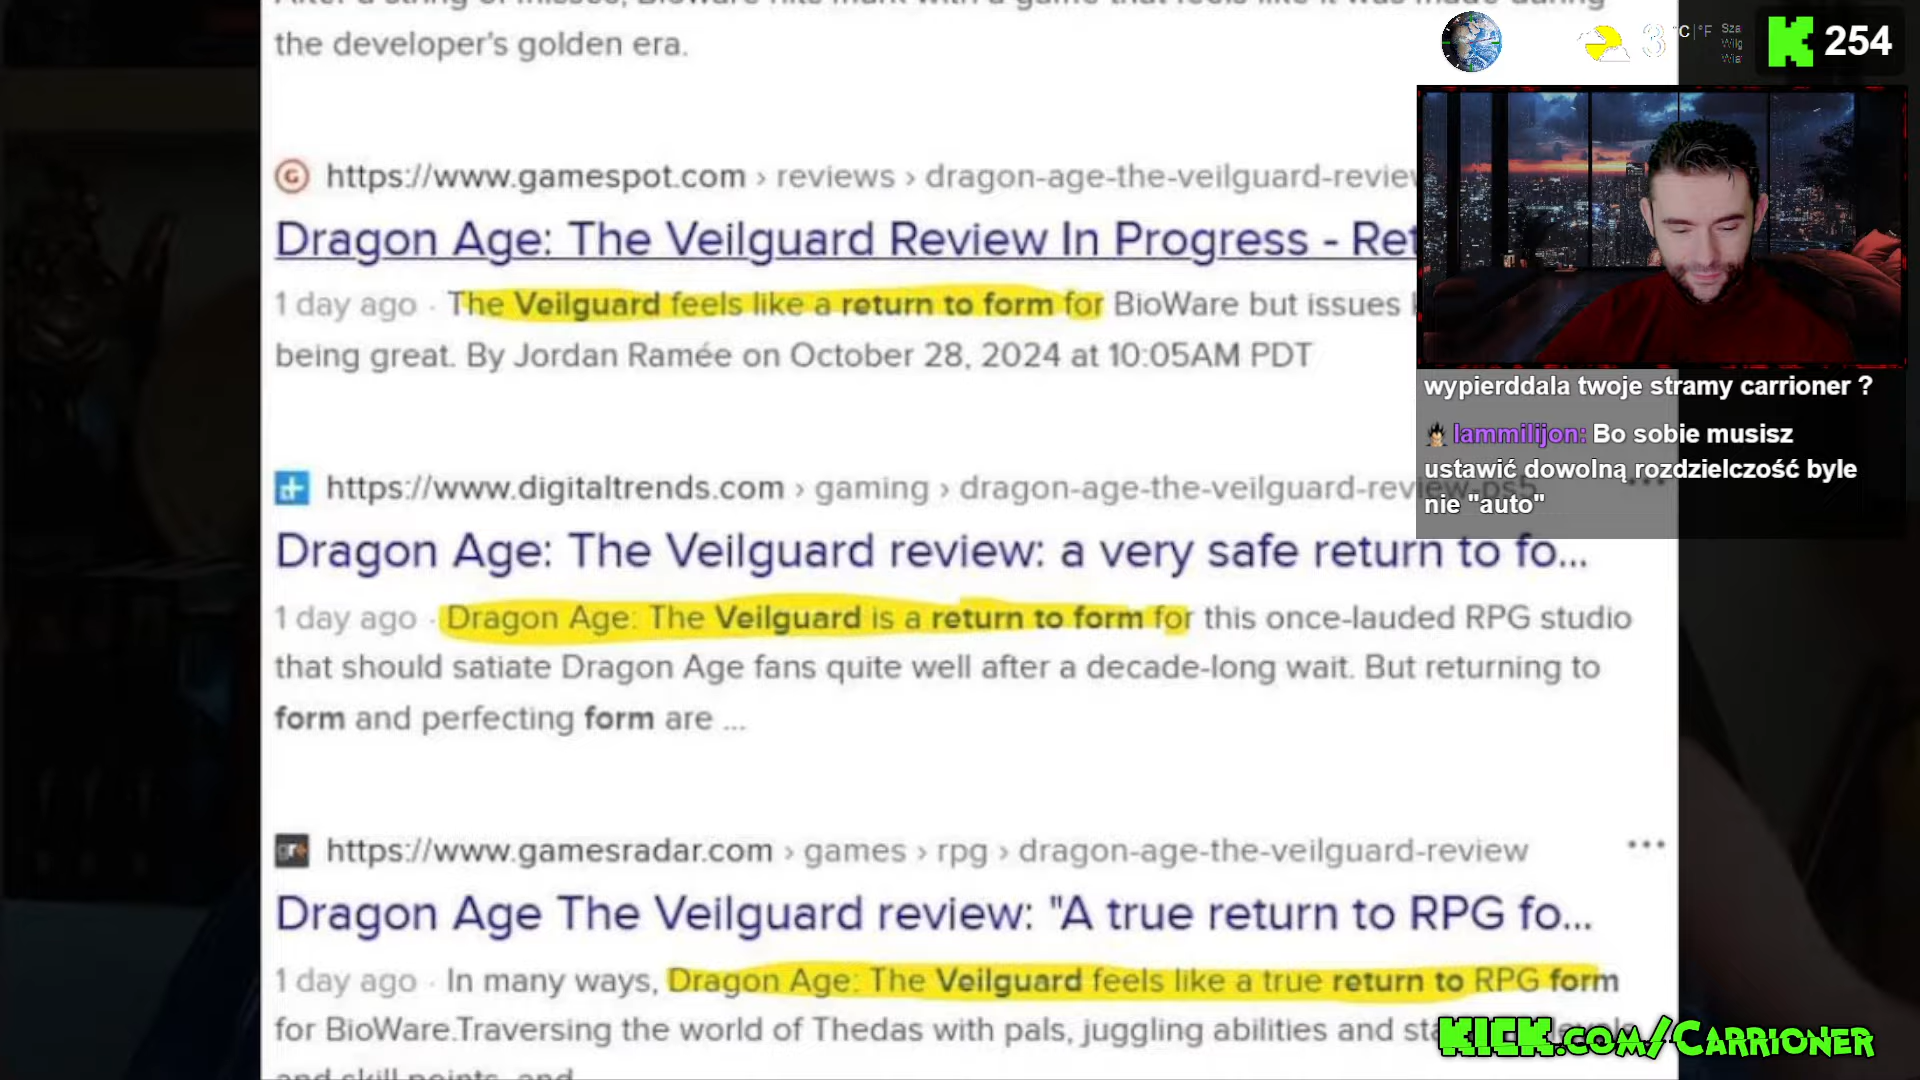 the developer's golden era.
3 °C | °F
254
https://www.gamespot.com › reviews › dragon-age-the-veilguard-review
Dragon Age: The Veilguard Review In Progress - Ret
1 day ago · The Veilguard feels like a return to form for BioWare but issues
being great. By Jordan Ramée on October 28, 2024 at 10:05AM PDT
wypierddala twoje stramy carrioner ?
lammilijon: Bo sobie musisz
ustawić dowolną rozdzielczość byle
nie "auto"
https://www.digitaltrends.com › gaming › dragon-age-the-veilguard-review-ps5
Dragon Age: The Veilguard review: a very safe return to fo...
1 day ago · Dragon Age: The Veilguard is a return to form for this once-lauded RPG studio
that should satiate Dragon Age fans quite well after a decade-long wait. But returning to
form and perfecting form are ...
https://www.gamesradar.com › games › rpg › dragon-age-the-veilguard-review
Dragon Age The Veilguard review: "A true return to RPG fo...
1 day ago · In many ways, Dragon Age: The Veilguard feels like a true return to RPG form
for BioWare.Traversing the world of Thedas with pals, juggling abilities and
KICK.com/Carrioner
and skill points, and